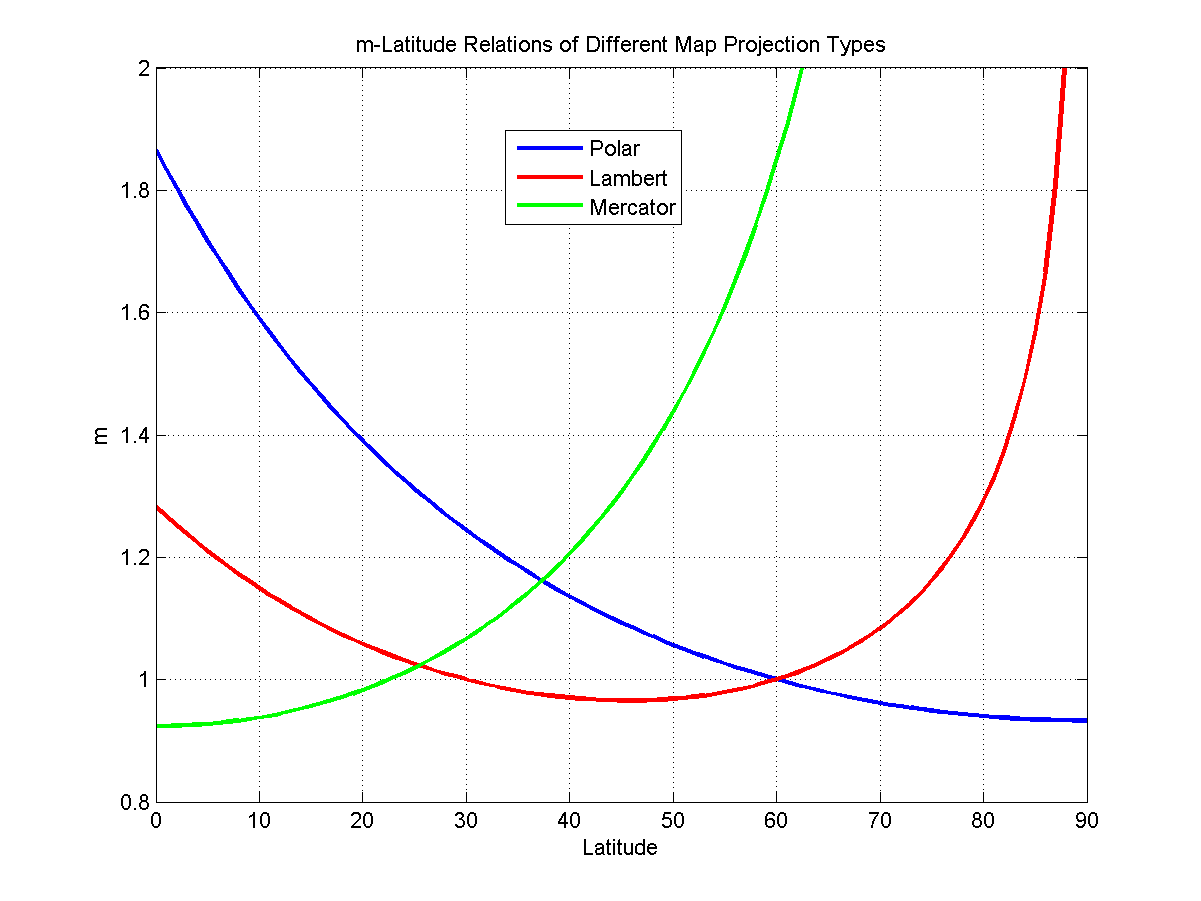 m-Latitude Relations of Different Map Projection Types
2
1.8
1.6
1.4
1.2
1
0.8
m
Polar
Lambert
Mercator
0 10 20 30 40 50 60 70 80 90
Latitude